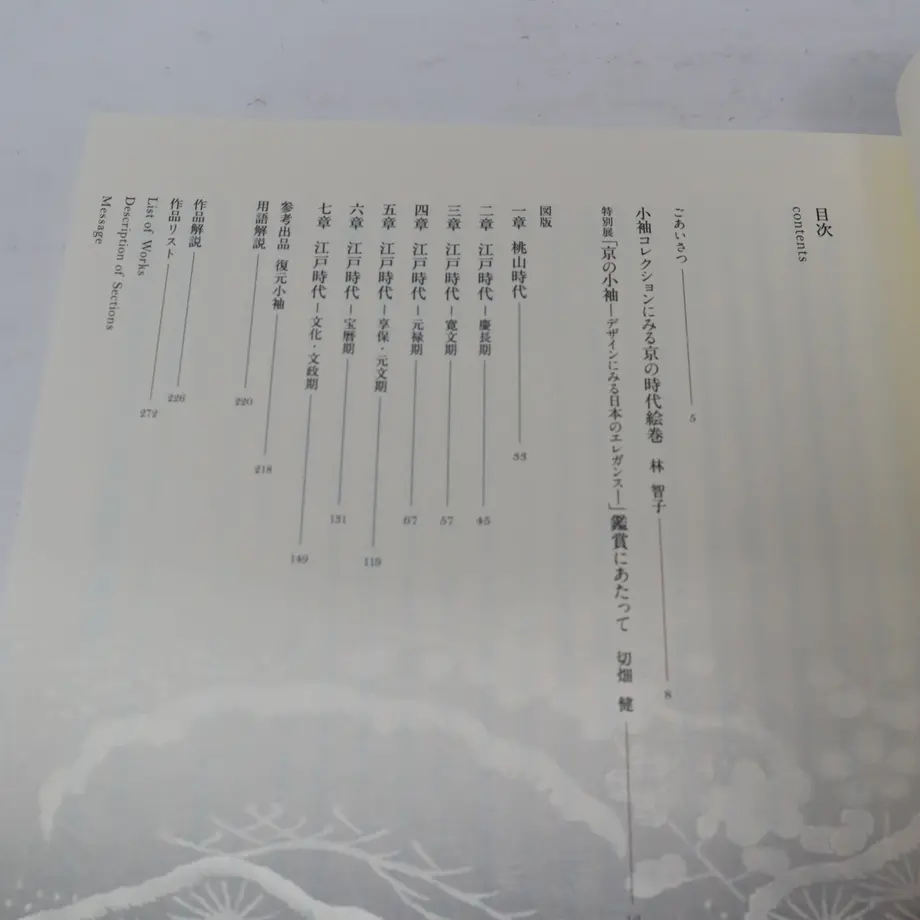 目次
contents
ごあいさつ 5
小袖コレクションにみる京の時代絵巻 林 智子 8
特別展「京の小袖―デザインにみる日本のエレガンス―」鑑賞にあたって 切畑 健
図版
一章 桃山時代 33
二章 江戸時代―慶長期 45
三章 江戸時代―寛文期 57
四章 江戸時代―元禄期 67
五章 江戸時代―享保・元文期 119
六章 江戸時代―宝暦期 131
七章 江戸時代―文化・文政期 149
参考出品 復元小袖 218
用語解説 220
作品解説 226
作品リスト 272
List of Works
Description of Sections
Message